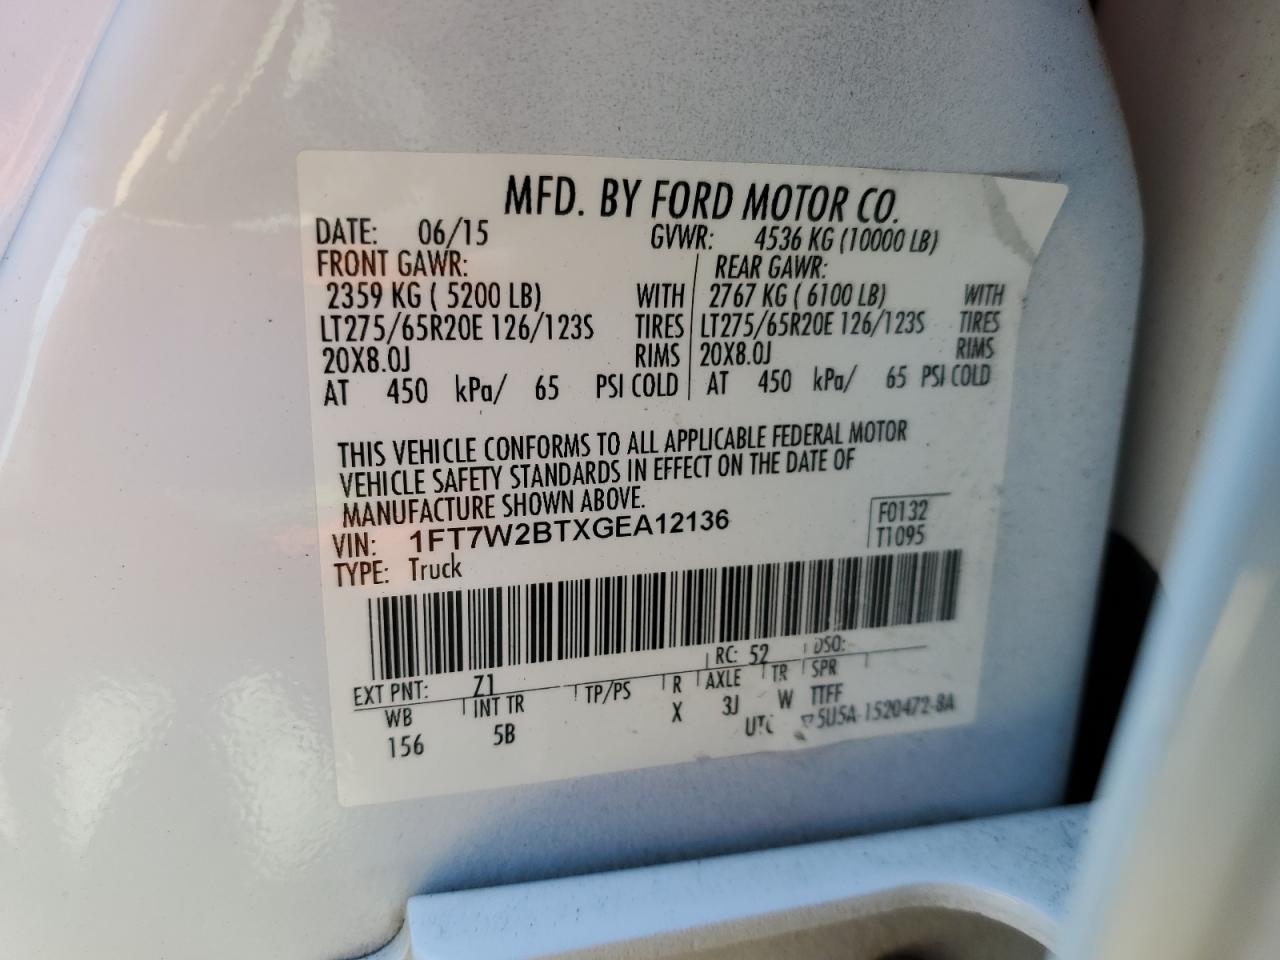 MFD. BY FORD MOTOR CO.
DATE: 06/15 GVWR: 4536 KG (10000 LB)
FRONT GAWR: REAR GAWR:
2359 KG ( 5200 LB) WITH 2767 KG ( 6100 LB) WITH
LT275/65R20E 126/123S TIRES LT275/65R20E 126/123S TIRES
20X8.0J RIMS 20X8.0J RIMS
AT 450 kPa/ 65 PSI COLD AT 450 kPa/ 65 PSI COLD
THIS VEHICLE CONFORMS TO ALL APPLICABLE FEDERAL MOTOR
VEHICLE SAFETY STANDARDS IN EFFECT ON THE DATE OF
MANUFACTURE SHOWN ABOVE.
VIN: 1FT7W2BTXGEA12136 F0132
TYPE: Truck T1095
EXT PNT: Z1 RC: 52 DSO:
WB INT TR TP/PS R AXLE TR SPR
156 5B X 3J W TTFF
UTC 5U5A-1520472-BA